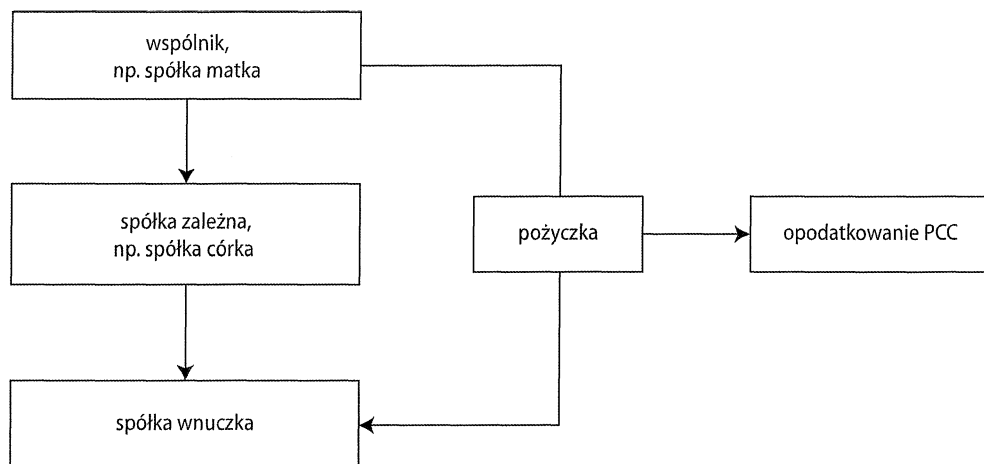 wspólnik,
np. spółka matka
spółka zależna,
np. spółka córka
pożyczka
opodatkowanie PCC
spółka wnuczka